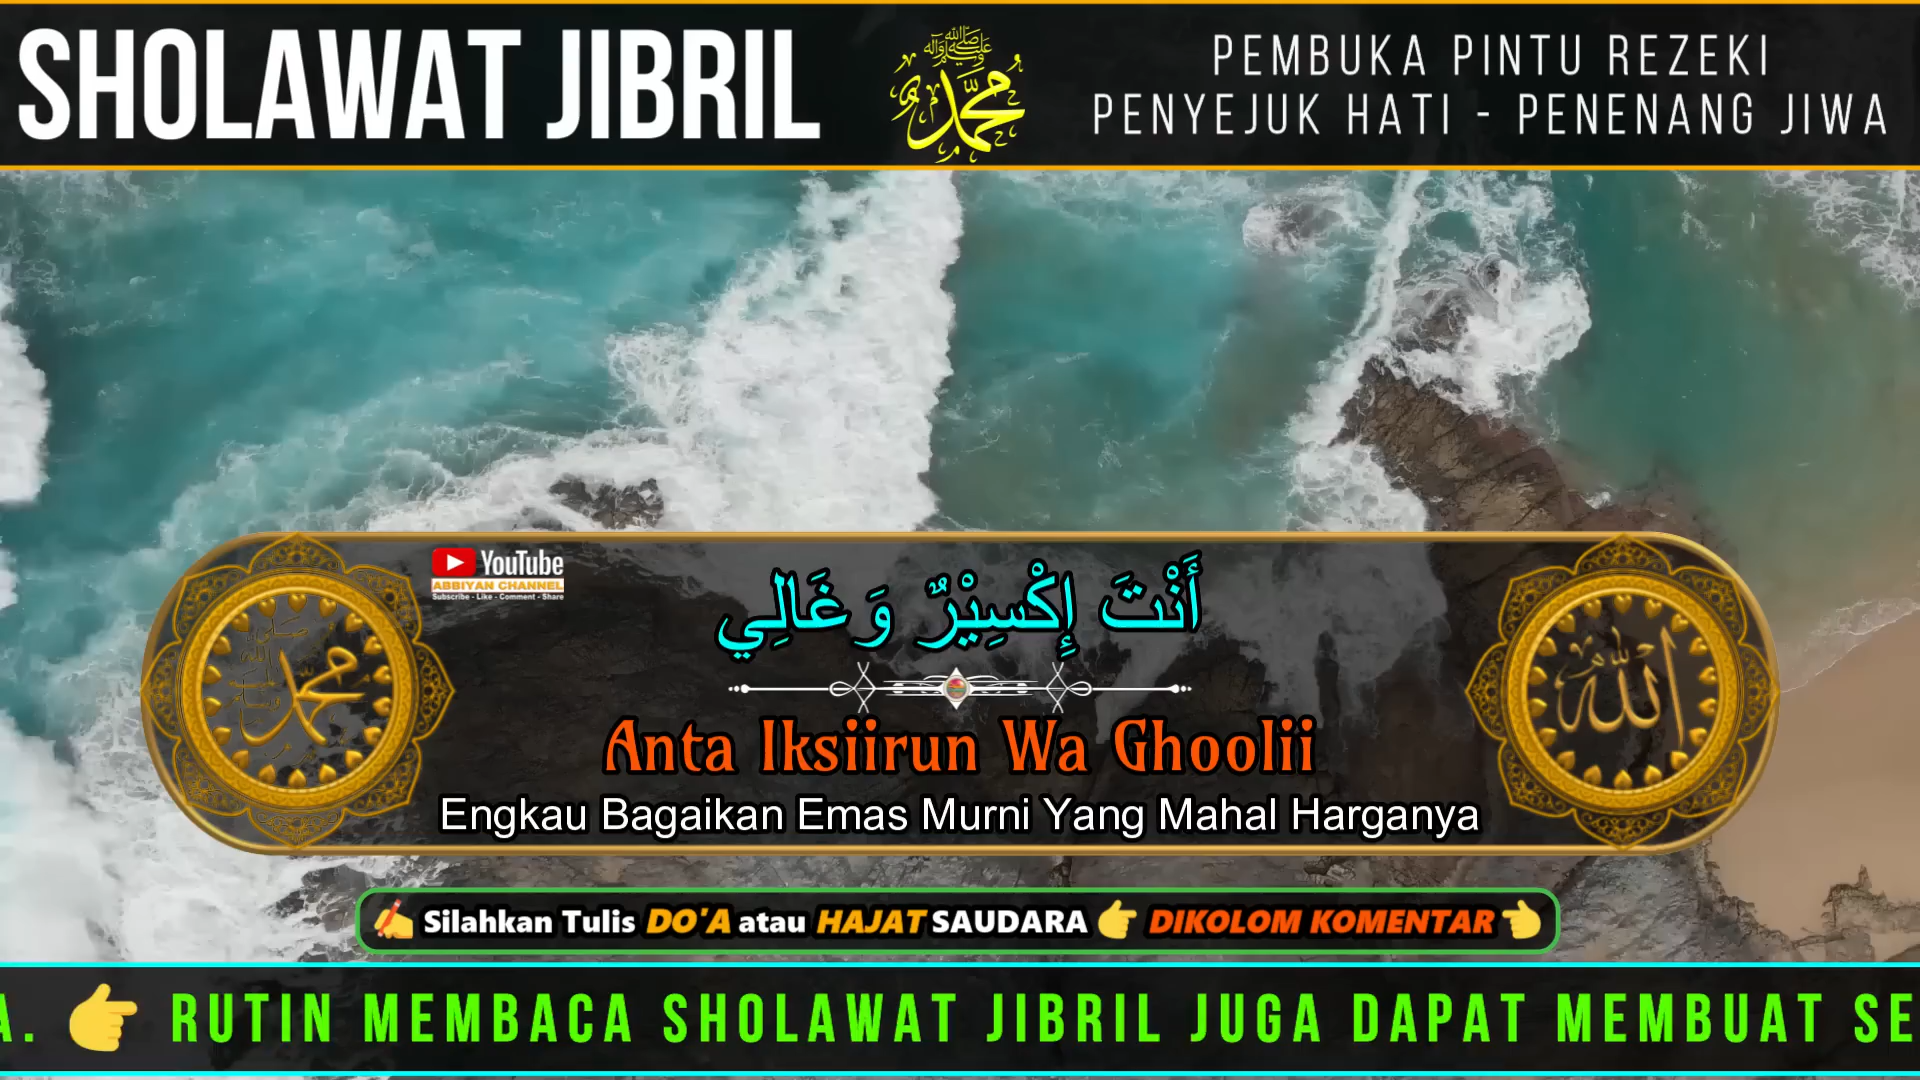 SHOLAWAT JIBRIL
محمد
PEMBUKA PINTU REZEKI
PENYEJUK HATI - PENENANG JIWA
YouTube
ABBIYAN CHANNEL
Subscribe - Like - Comment - Share
أَنْتَ إِكْسِيْرٌ وَغَالِي
Anta Iksiirun Wa Ghoolii
Engkau Bagaikan Emas Murni Yang Mahal Harganya
محمد
الله
Silahkan Tulis DO'A atau HAJAT SAUDARA 👉 DIKOLOM KOMENTAR
A. 👉 RUTIN MEMBACA SHOLAWAT JIBRIL JUGA DAPAT MEMBUAT SE